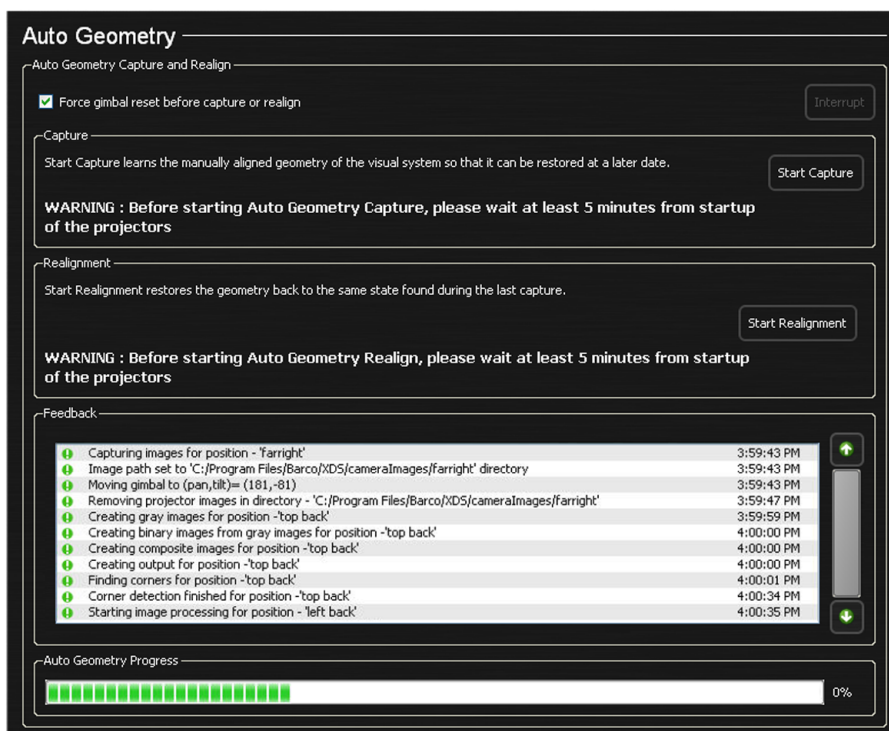 Auto Geometry
Auto Geometry Capture and Realign
Force gimbal reset before capture or realign
Interrupt
Capture
Start Capture learns the manually aligned geometry of the visual system so that it can be restored at a later date.
Start Capture
WARNING : Before starting Auto Geometry Capture, please wait at least 5 minutes from startup
of the projectors
Realignment
Start Realignment restores the geometry back to the same state found during the last capture.
Start Realignment
WARNING : Before starting Auto Geometry Realign, please wait at least 5 minutes from startup
of the projectors
Feedback
Capturing images for position - 'farright' 3:59:43 PM
Image path set to 'C:/Program Files/Barco/XDS/cameraImages/farright' directory 3:59:43 PM
Moving gimbal to (pan,tilt)= (181,-81) 3:59:43 PM
Removing projector images in directory - 'C:/Program Files/Barco/XDS/cameraImages/farright' 3:59:47 PM
Creating gray images for position -'top back' 3:59:59 PM
Creating binary images from gray images for position -'top back' 4:00:00 PM
Creating composite images for position -'top back' 4:00:00 PM
Creating output for position -'top back' 4:00:00 PM
Finding corners for position -'top back' 4:00:01 PM
Corner detection finished for position -'top back' 4:00:34 PM
Starting image processing for position - 'left back' 4:00:35 PM
Auto Geometry Progress
0%